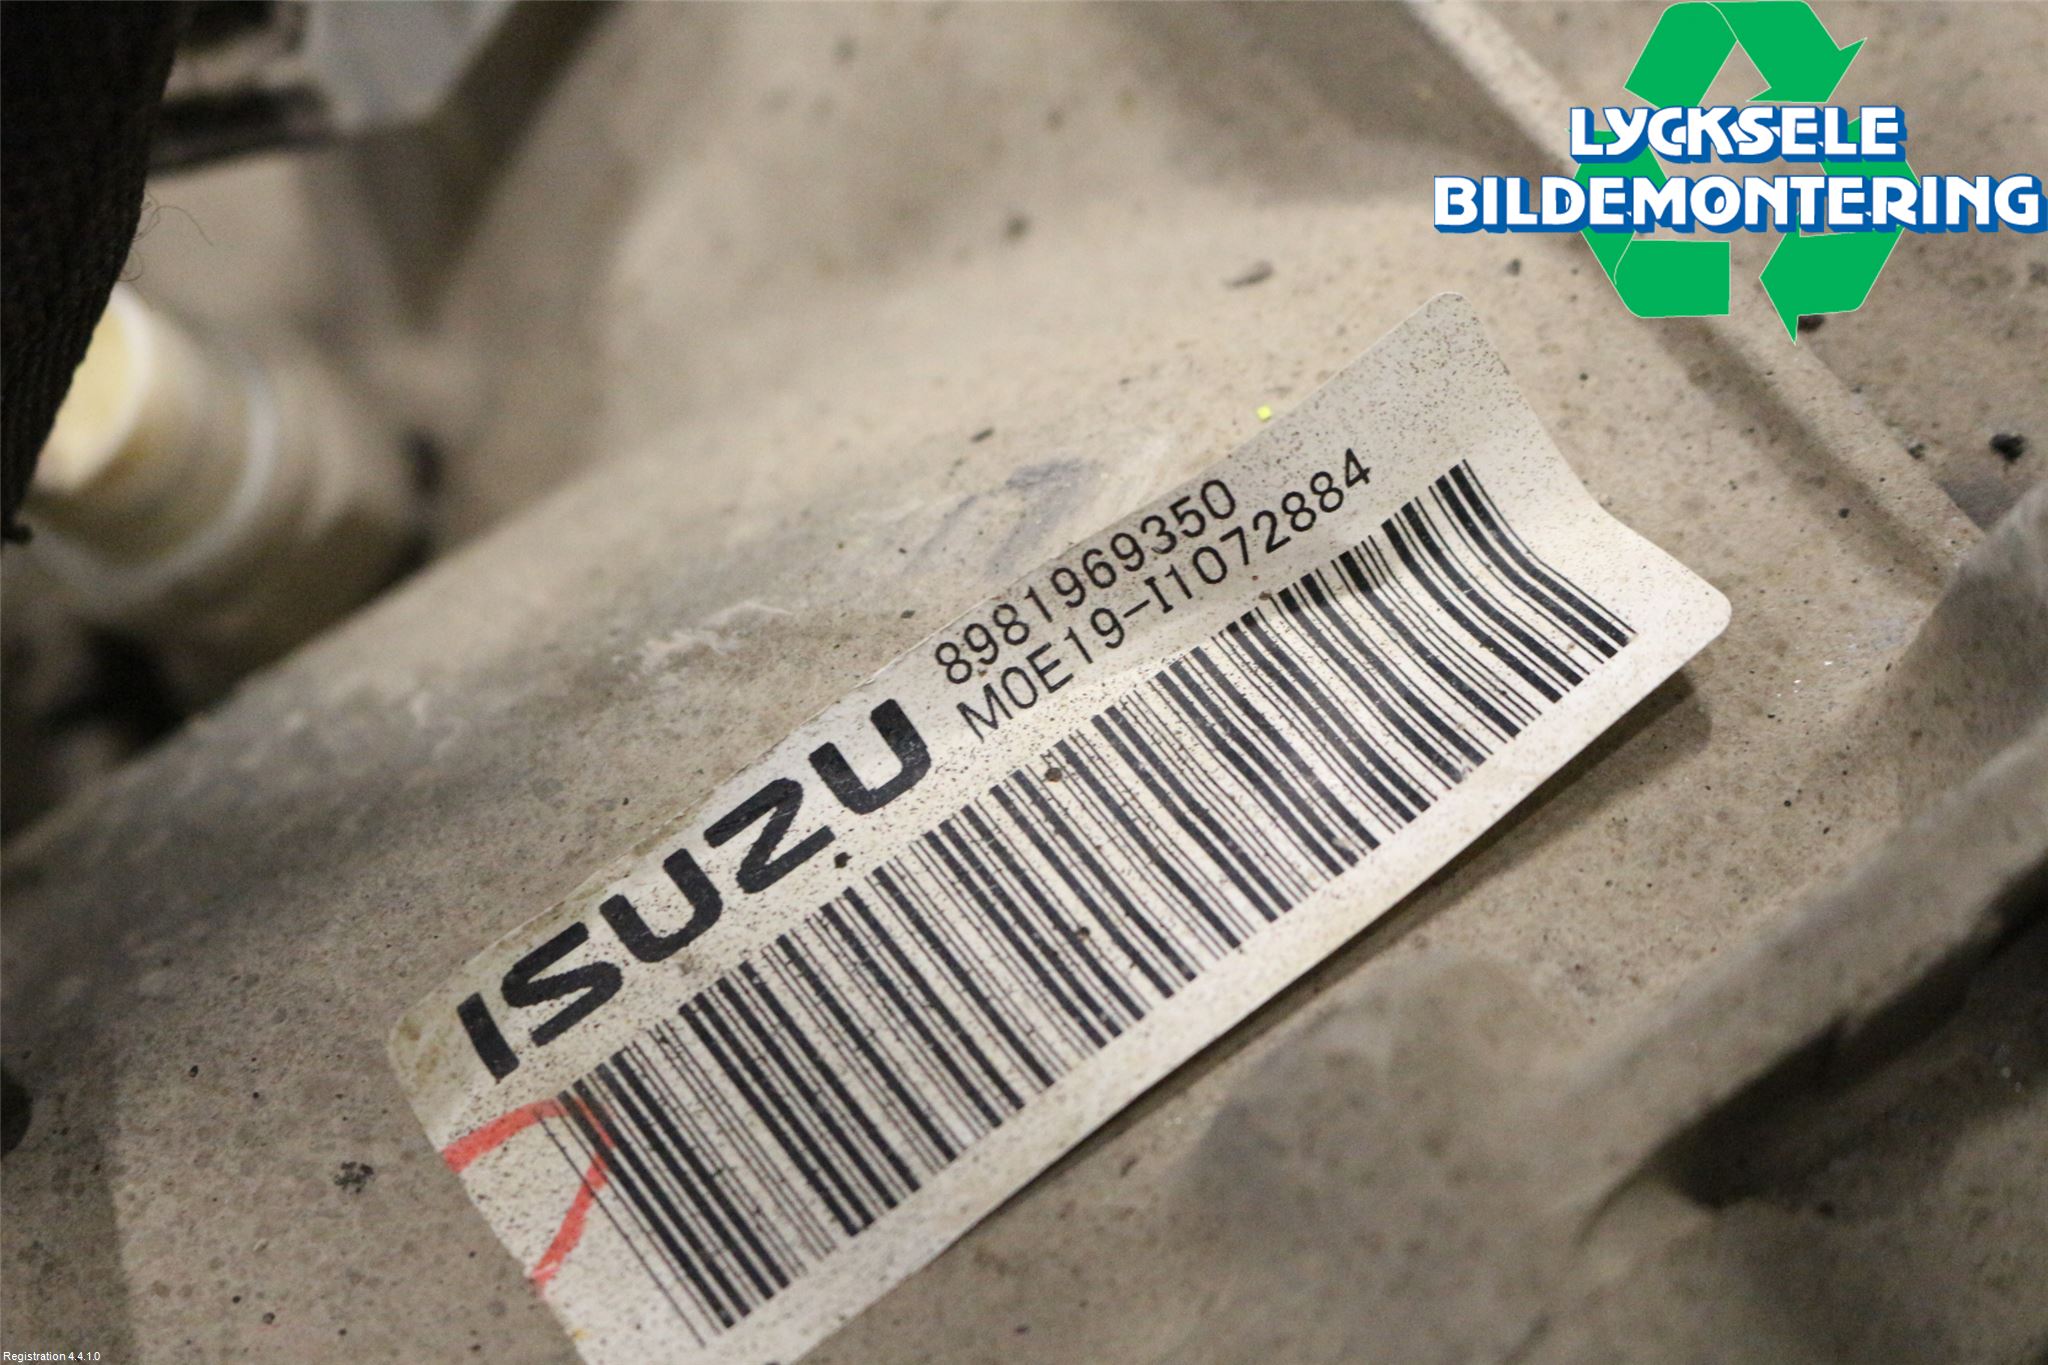 LYCKSELE
BILDEMONTERING
8981969350
M0E19-I1072884
ISUZU
Registration 4.4.1.0